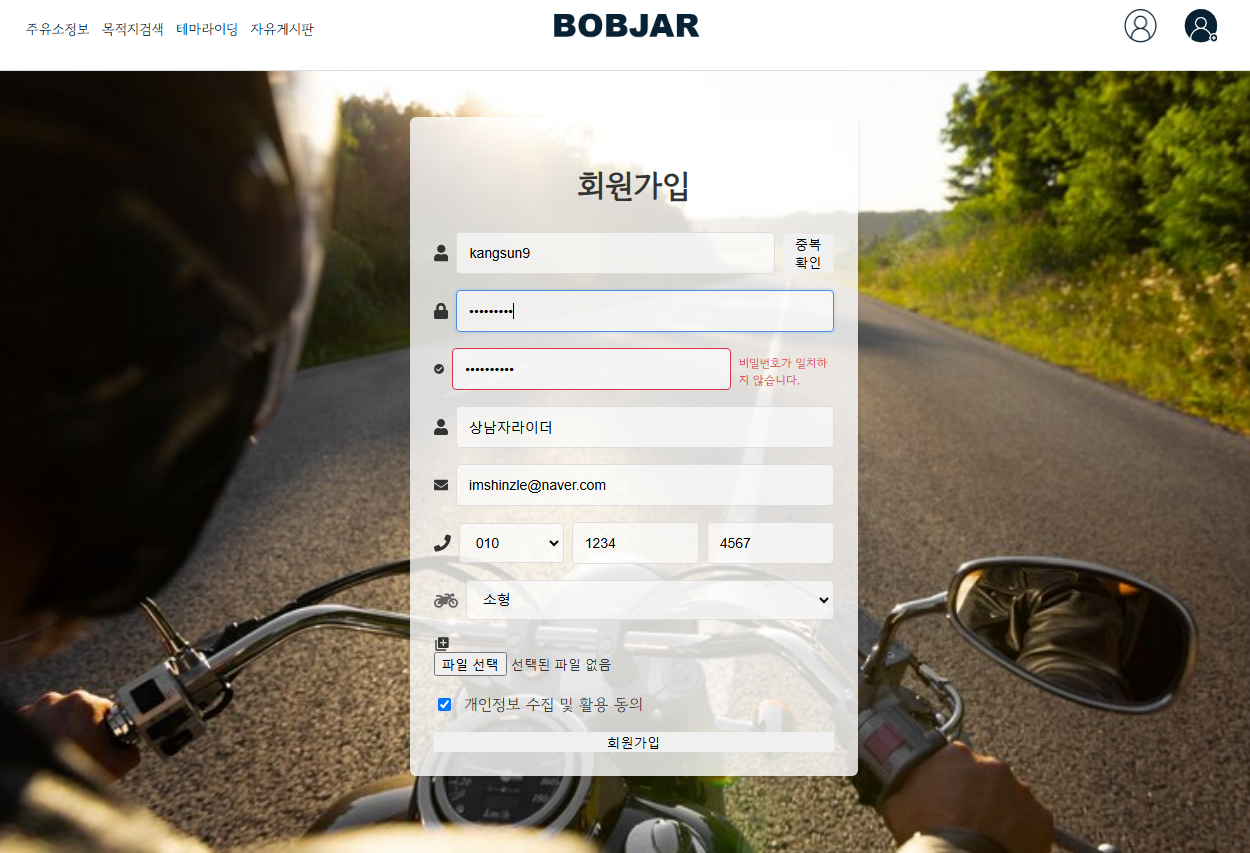 주유소정보 목적지검색 테마라이딩 자유게시판
BOBJAR
회원가입
kangsun9
중복
확인
•••••••••
••••••••••
비밀번호가 일치하
지 않습니다.
상남자라이더
imshinzle@naver.com
010 1234 4567
소형
파일 선택 선택된 파일 없음
개인정보 수집 및 활용 동의
회원가입